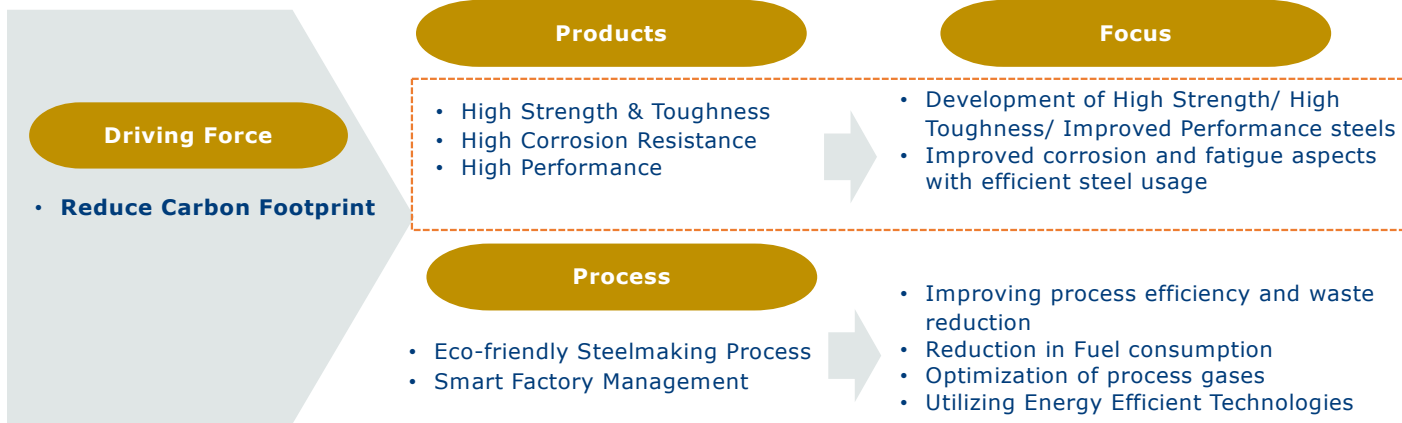 Products
Focus
Driving Force
• Reduce Carbon Footprint
• High Strength & Toughness
• High Corrosion Resistance
• High Performance
• Development of High Strength/ High
Toughness/ Improved Performance steels
• Improved corrosion and fatigue aspects
with efficient steel usage
Process
• Eco-friendly Steelmaking Process
• Smart Factory Management
• Improving process efficiency and waste
reduction
• Reduction in Fuel consumption
• Optimization of process gases
• Utilizing Energy Efficient Technologies